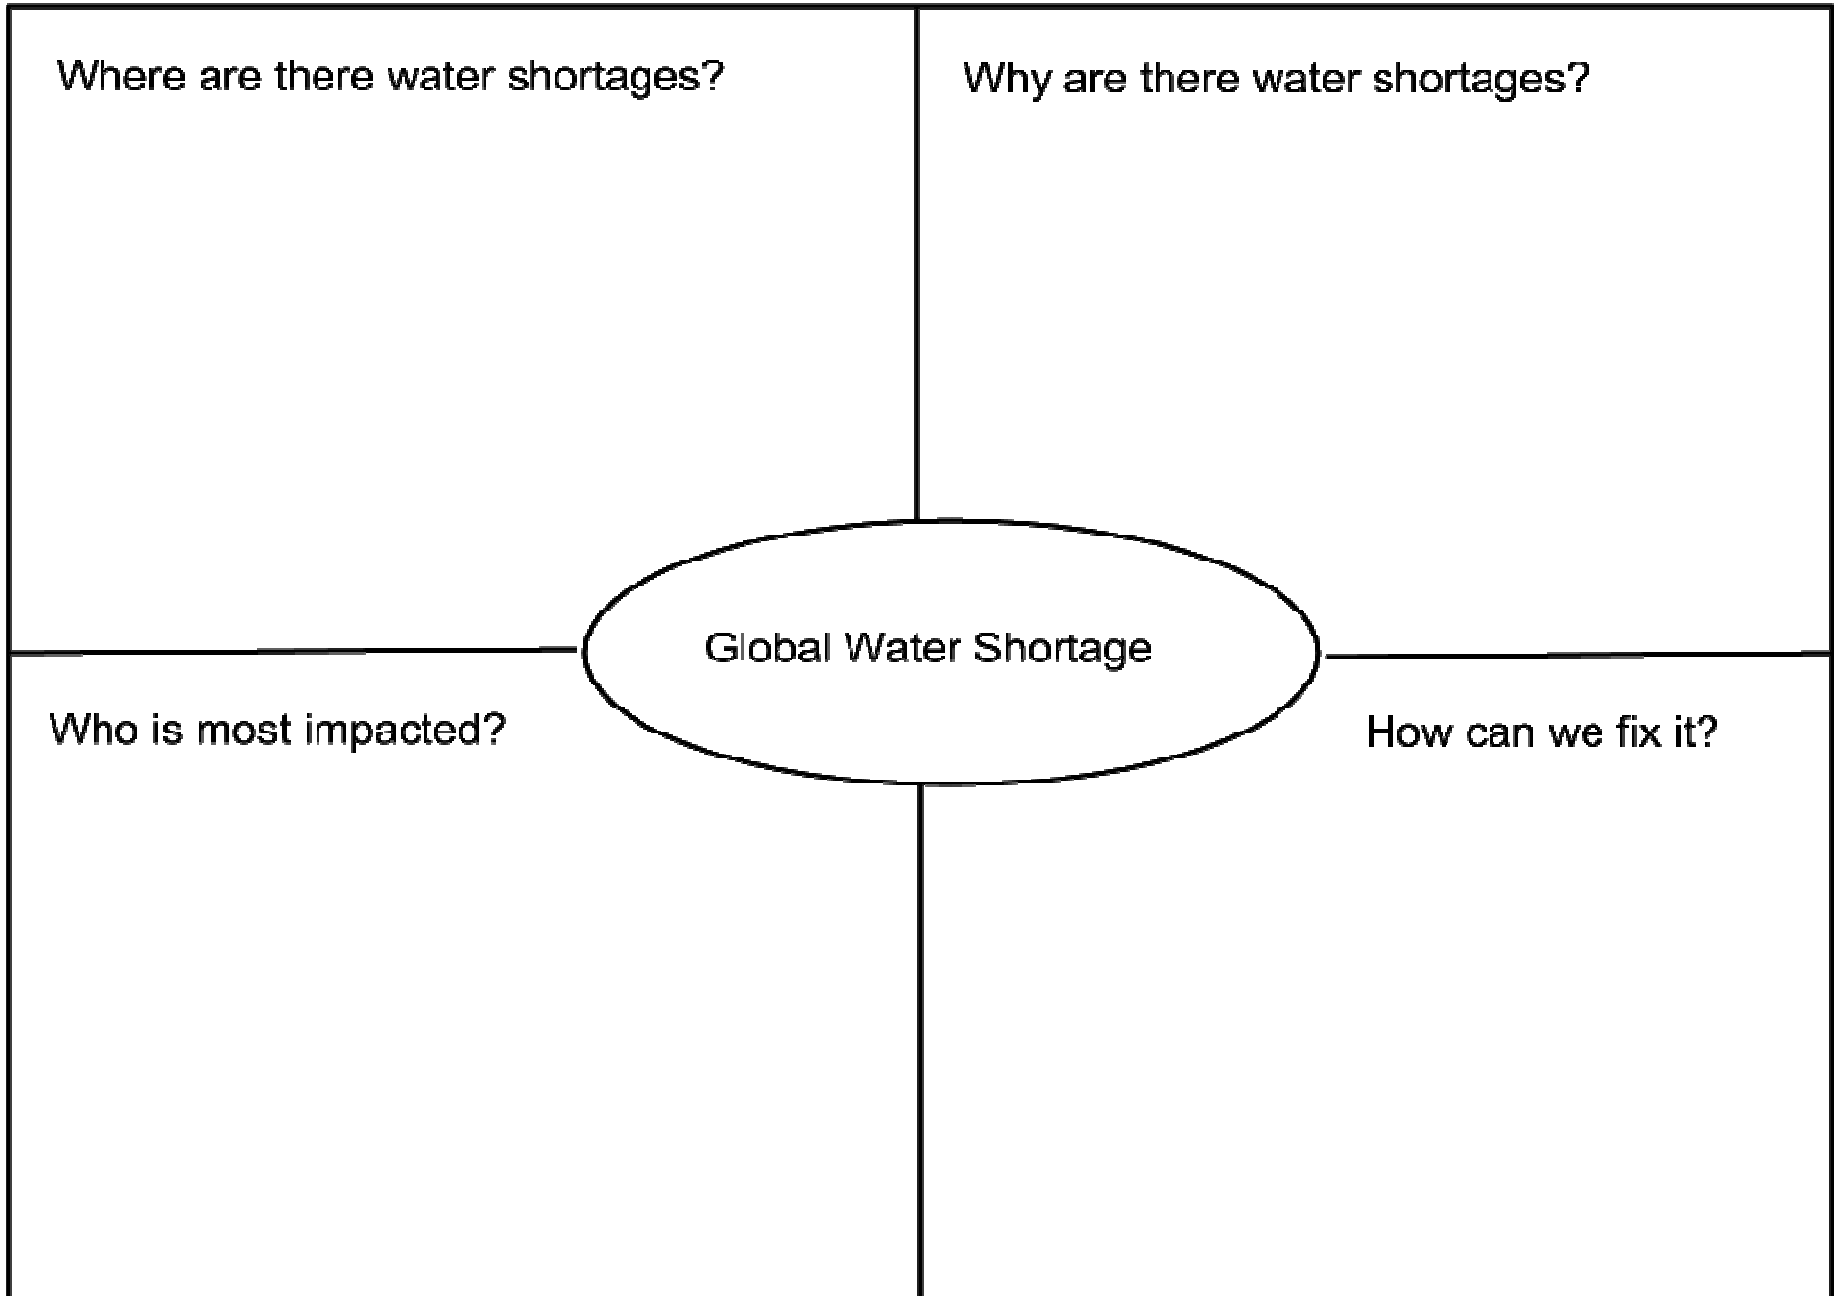 Where are there water shortages?
Why are there water shortages?
Global Water Shortage
Who is most impacted?
How can we fix it?